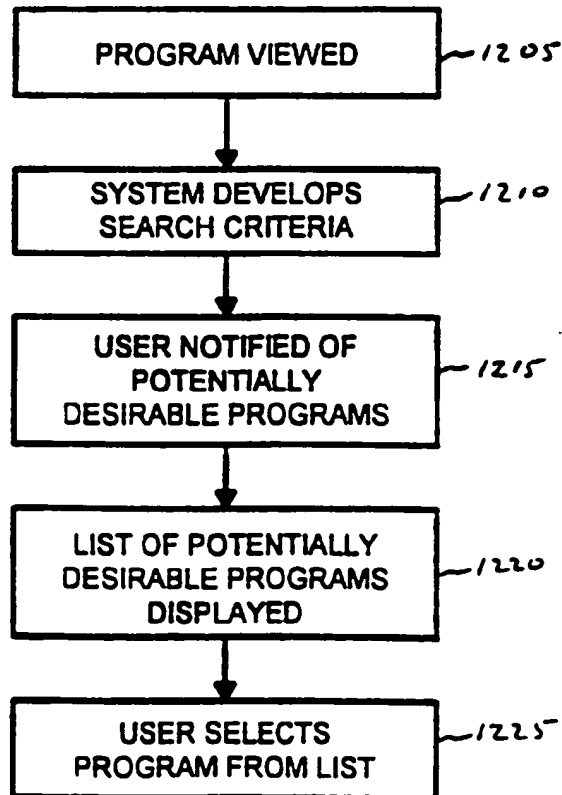 PROGRAM VIEWED
1205
SYSTEM DEVELOPS
SEARCH CRITERIA
1210
USER NOTIFIED OF
POTENTIALLY
DESIRABLE PROGRAMS
1215
LIST OF POTENTIALLY
DESIRABLE PROGRAMS
DISPLAYED
1220
USER SELECTS
PROGRAM FROM LIST
1225